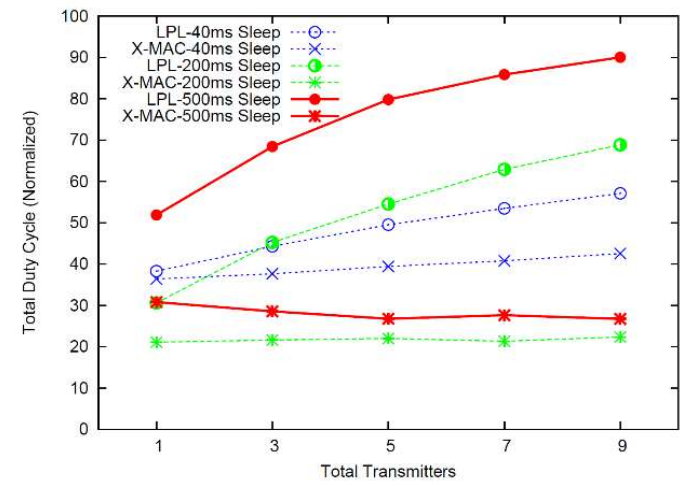 100
90
80
70
60
50
40
30
20
10
0
Total Duty Cycle (Normalized)
LPL-40ms Sleep
X-MAC-40ms Sleep
LPL-200ms Sleep
X-MAC-200ms Sleep
LPL-500ms Sleep
X-MAC-500ms Sleep
1 3 5 7 9
Total Transmitters